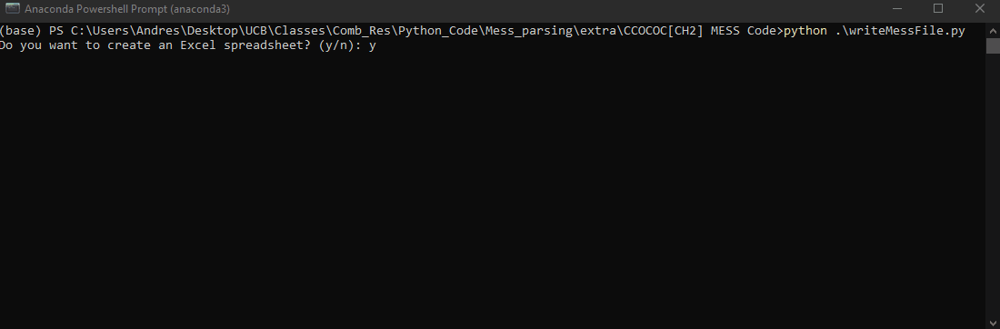 Anaconda Powershell Prompt (anaconda3)
(base) PS C:\Users\Andres\Desktop\UCB\Classes\Comb_Res\Python_Code\Mess_parsing\extra\CCOCOC[CH2] MESS Code>python .\writeMessFile.py
Do you want to create an Excel spreadsheet? (y/n): y